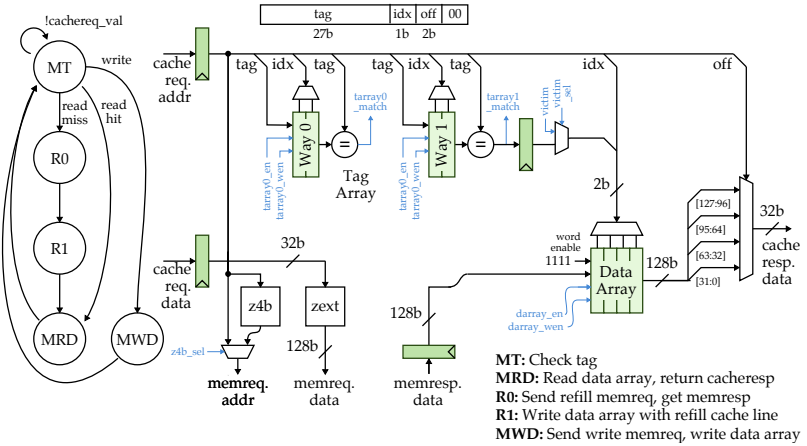 tag idx off 00
27b 1b 2b
!cachereq_val
MT
write
read
miss
read
hit
R0
R1
MRD
MWD
cache
req.
addr
tag idx tag
tarray0
_match
Way 0
=
tarray0_en
tarray0_wen
Tag
Array
tag idx tag
tarray1
_match
Way 1
=
tarray0_en
tarray0_wen
victim
victim
_sel
idx
off
2b
cache
req.
data
32b
z4b
zext
z4b_sel
128b
memreq.
addr
memreq.
data
128b
memresp.
data
word
enable
1111
Data
Array
darray_en
darray_wen
128b
[127:96]
[95:64]
[63:32]
[31:0]
32b
cache
resp.
data
MT: Check tag
MRD: Read data array, return cacheresp
R0: Send refill memreq, get memresp
R1: Write data array with refill cache line
MWD: Send write memreq, write data array